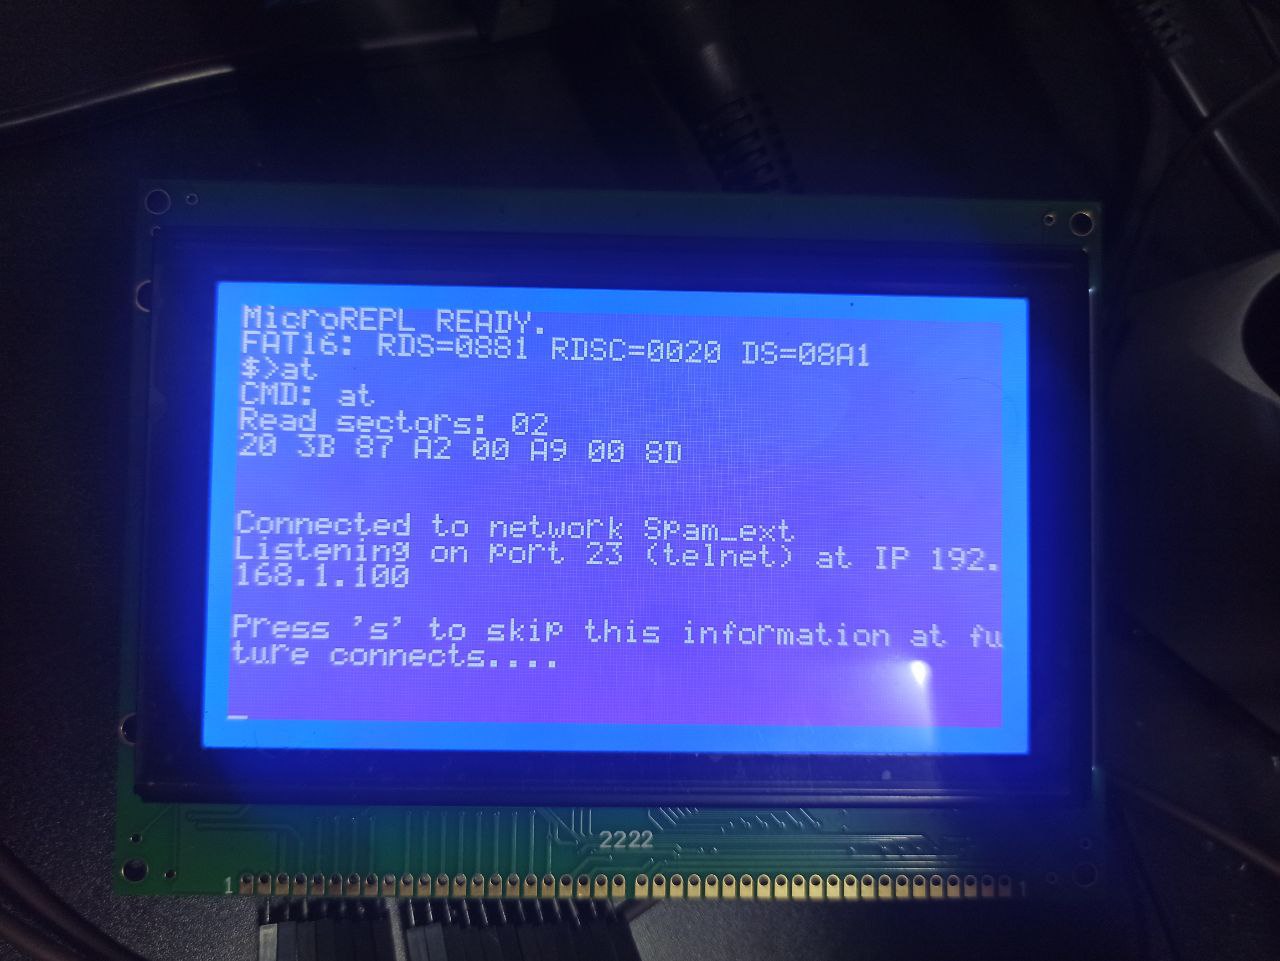 MicroREPL READY.
FAT16: RDS=0881 RDSC=0020 DS=08A1
$>at
CMD: at
Read sectors: 02
20 3B 87 A2 00 A9 00 8D
Connected to network Spam_ext
Listening on port 23 (telnet) at IP 192.
168.1.100
Press 's' to skip this information at fu
ture connects....
_
2222
1
1